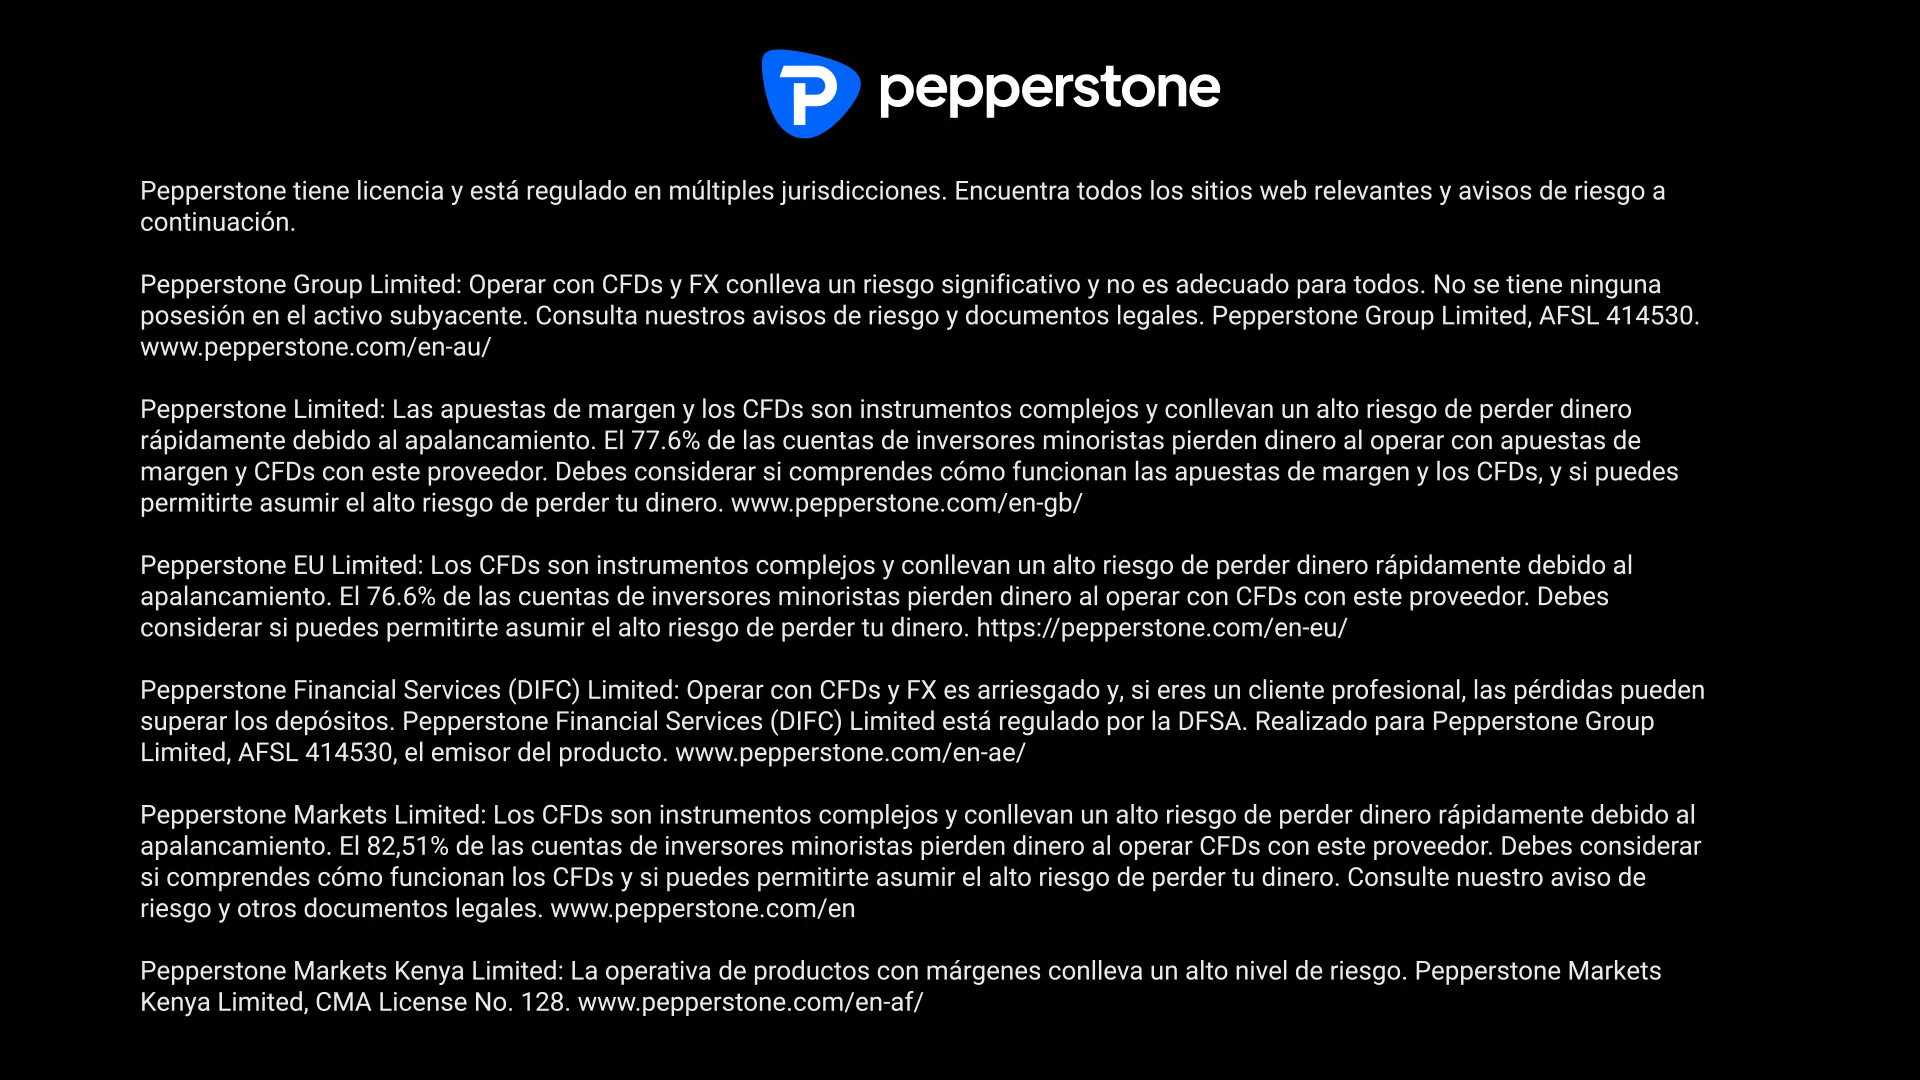 pepperstone
Pepperstone tiene licencia y está regulado en múltiples jurisdicciones. Encuentra todos los sitios web relevantes y avisos de riesgo a
continuación.
Pepperstone Group Limited: Operar con CFDs y FX conlleva un riesgo significativo y no es adecuado para todos. No se tiene ninguna
posesión en el activo subyacente. Consulta nuestros avisos de riesgo y documentos legales. Pepperstone Group Limited, AFSL 414530.
www.pepperstone.com/en-au/
Pepperstone Limited: Las apuestas de margen y los CFDs son instrumentos complejos y conllevan un alto riesgo de perder dinero
rápidamente debido al apalancamiento. El 77.6% de las cuentas de inversores minoristas pierden dinero al operar con apuestas de
margen y CFDs con este proveedor. Debes considerar si comprendes cómo funcionan las apuestas de margen y los CFDs, y si puedes
permitirte asumir el alto riesgo de perder tu dinero. www.pepperstone.com/en-gb/
Pepperstone EU Limited: Los CFDs son instrumentos complejos y conllevan un alto riesgo de perder dinero rápidamente debido al
apalancamiento. El 76.6% de las cuentas de inversores minoristas pierden dinero al operar con CFDs con este proveedor. Debes
considerar si puedes permitirte asumir el alto riesgo de perder tu dinero. https://pepperstone.com/en-eu/
Pepperstone Financial Services (DIFC) Limited: Operar con CFDs y FX es arriesgado y, si eres un cliente profesional, las pérdidas pueden
superar los depósitos. Pepperstone Financial Services (DIFC) Limited está regulado por la DFSA. Realizado para Pepperstone Group
Limited, AFSL 414530, el emisor del producto. www.pepperstone.com/en-ae/
Pepperstone Markets Limited: Los CFDs son instrumentos complejos y conllevan un alto riesgo de perder dinero rápidamente debido al
apalancamiento. El 82,51% de las cuentas de inversores minoristas pierden dinero al operar CFDs con este proveedor. Debes considerar
si comprendes cómo funcionan los CFDs y si puedes permitirte asumir el alto riesgo de perder tu dinero. Consulte nuestro aviso de
riesgo y otros documentos legales. www.pepperstone.com/en
Pepperstone Markets Kenya Limited: La operativa de productos con márgenes conlleva un alto nivel de riesgo. Pepperstone Markets
Kenya Limited, CMA License No. 128. www.pepperstone.com/en-af/